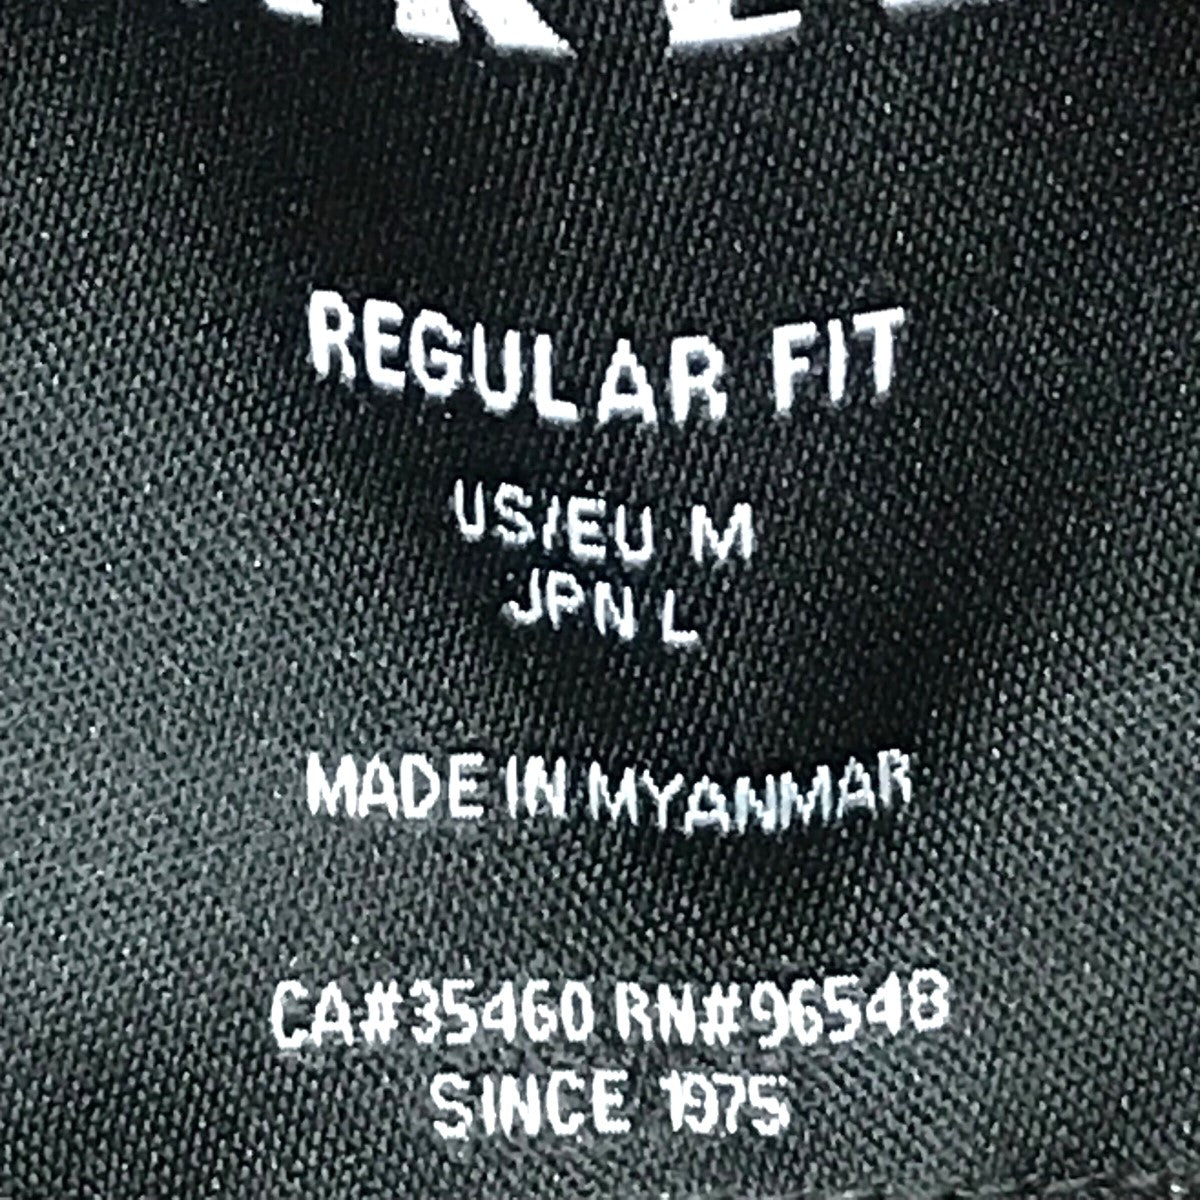 REGULAR FIT
US/EU M
JPN L
MADE IN MYANMAR
CA#35460 RN#96548
SINCE 1975